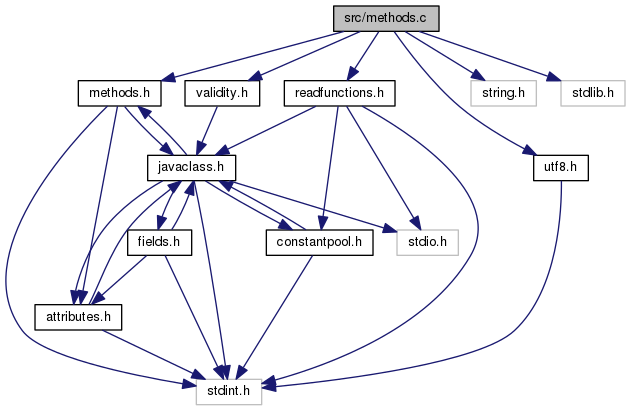 src/methods.c
methods.h
validity.h
readfunctions.h
string.h
stdlib.h
javaclass.h
utf8.h
fields.h
constantpool.h
stdio.h
attributes.h
stdint.h